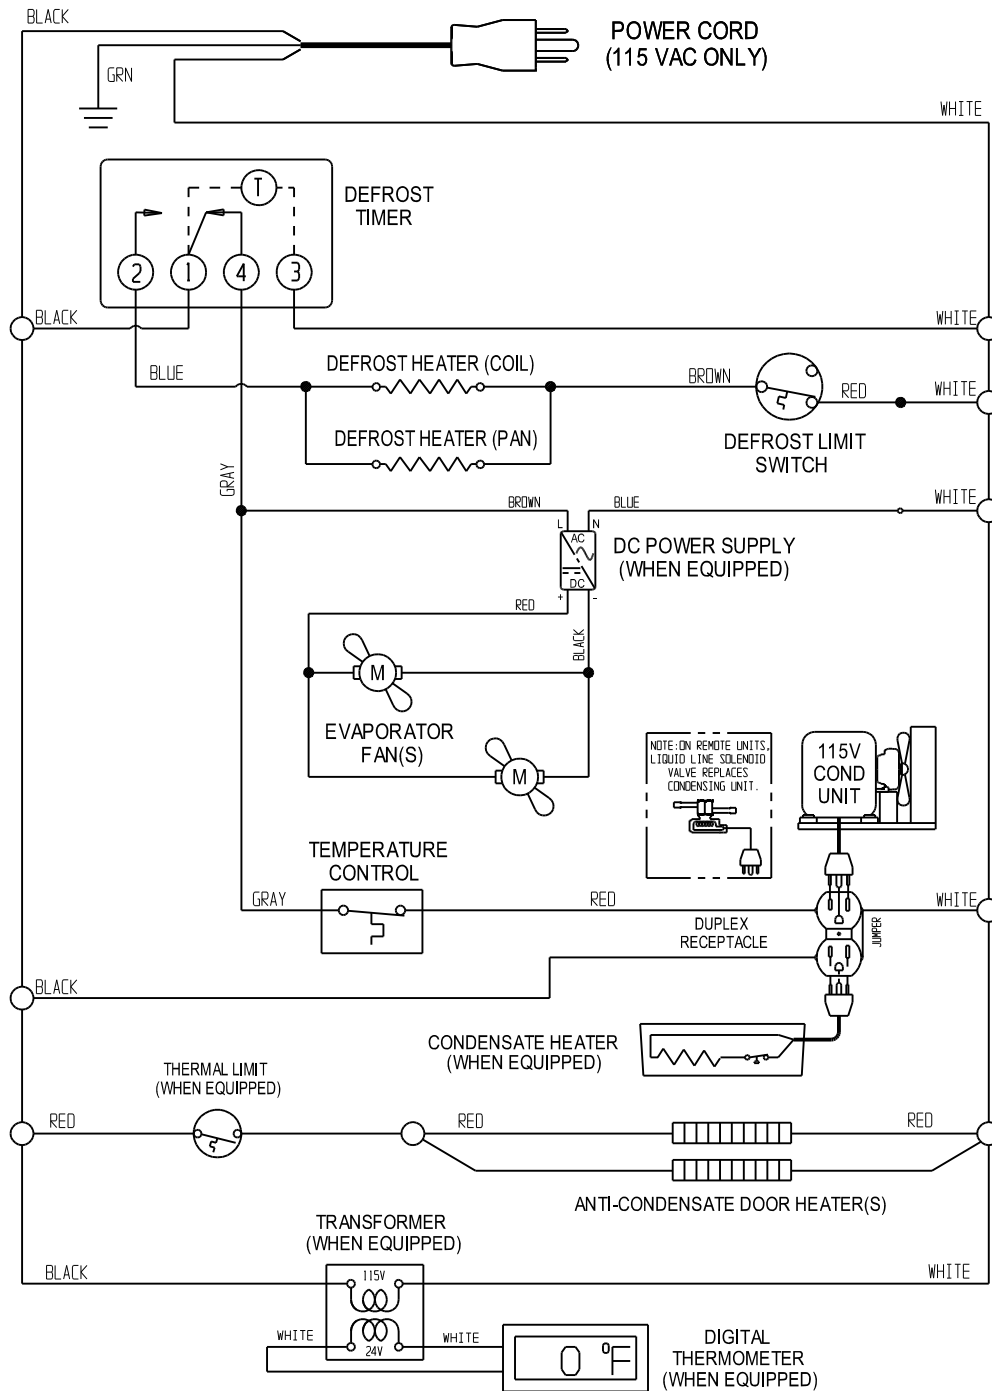 BLACK
POWER CORD
(115 VAC ONLY)
GRN
WHITE
T
DEFROST
TIMER
2 1 4 3
BLACK
WHITE
BLUE
DEFROST HEATER (COIL)
BROWN
RED
WHITE
DEFROST HEATER (PAN)
DEFROST LIMIT
SWITCH
GRAY
BROWN
BLUE
WHITE
L N
AC
DC
+ -
DC POWER SUPPLY
(WHEN EQUIPPED)
RED
BLACK
M
EVAPORATOR
FAN(S)
M
NOTE: ON REMOTE UNITS,
LIQUID LINE SOLENOID
VALVE REPLACES
CONDENSING UNIT.
115V
COND
UNIT
TEMPERATURE
CONTROL
GRAY
RED
WHITE
DUPLEX
RECEPTACLE
JUMPER
BLACK
CONDENSATE HEATER
(WHEN EQUIPPED)
THERMAL LIMIT
(WHEN EQUIPPED)
RED
RED
RED
ANTI-CONDENSATE DOOR HEATER(S)
TRANSFORMER
(WHEN EQUIPPED)
BLACK
115V
WHITE
WHITE
24V
WHITE
0 °F
DIGITAL
THERMOMETER
(WHEN EQUIPPED)